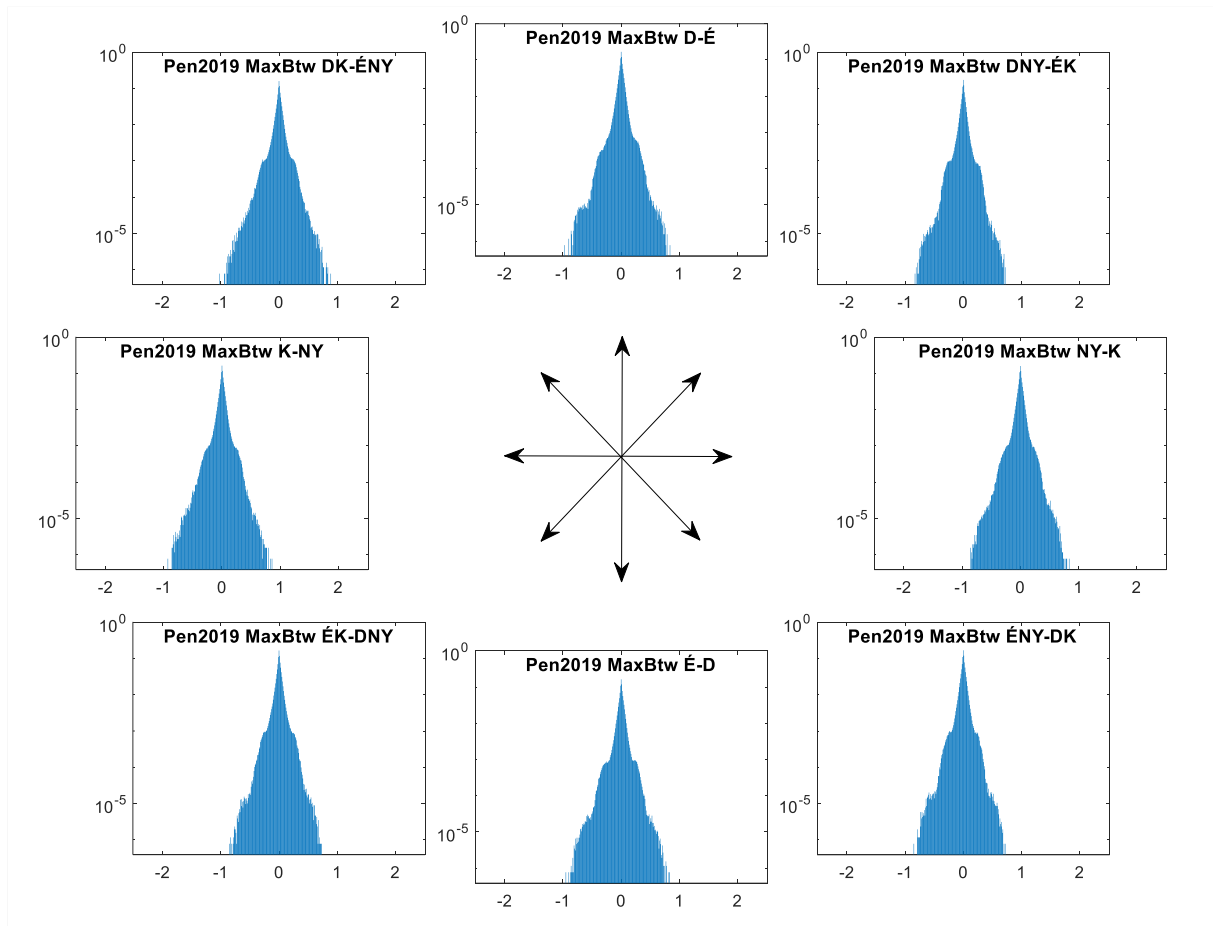 Pen2019 MaxBtw DK-ÉNY
10^0
10^-5
-2 -1 0 1 2
Pen2019 MaxBtw D-É
10^0
10^-5
-2 -1 0 1 2
Pen2019 MaxBtw DNY-ÉK
10^0
10^-5
-2 -1 0 1 2
Pen2019 MaxBtw K-NY
10^0
10^-5
-2 -1 0 1 2
Pen2019 MaxBtw NY-K
10^0
10^-5
-2 -1 0 1 2
Pen2019 MaxBtw ÉK-DNY
10^0
10^-5
-2 -1 0 1 2
Pen2019 MaxBtw É-D
10^0
10^-5
-2 -1 0 1 2
Pen2019 MaxBtw ÉNY-DK
10^0
10^-5
-2 -1 0 1 2